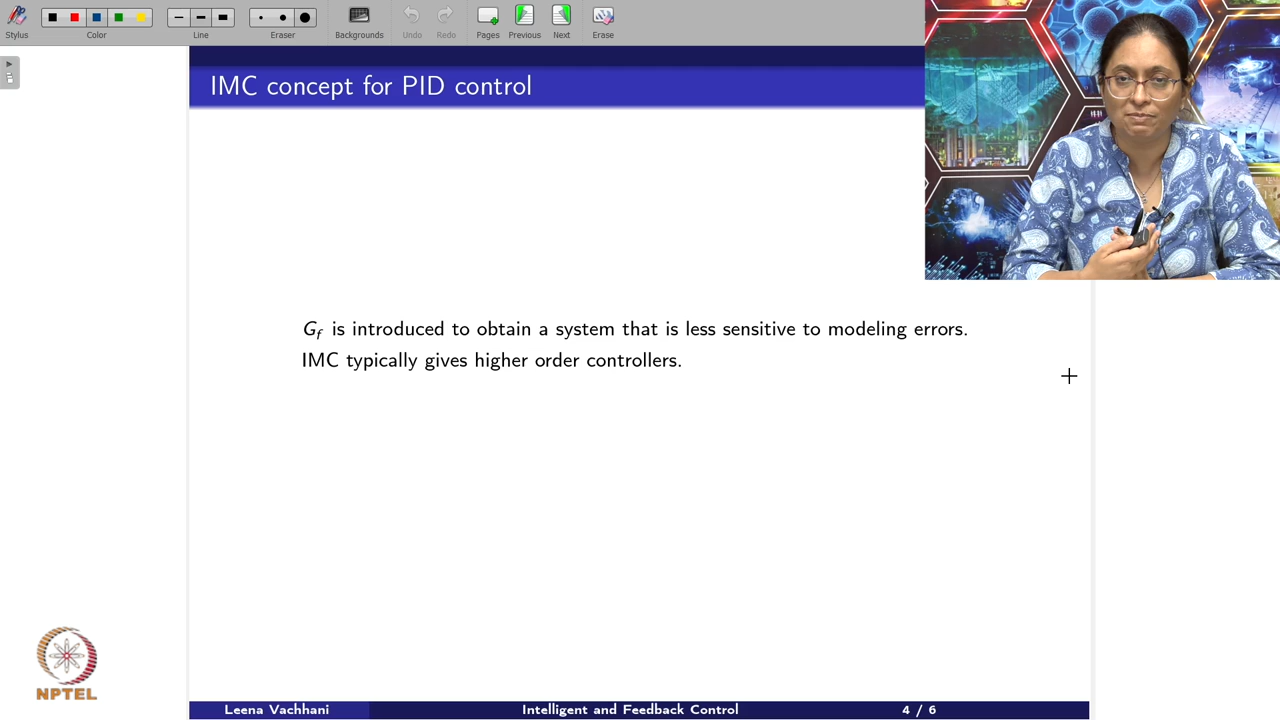 Stylus
Color
Line
Eraser
Backgrounds
Undo
Redo
Pages
Previous
Next
Erase
IMC concept for PID control
G_f is introduced to obtain a system that is less sensitive to modeling errors.
IMC typically gives higher order controllers.
NPTEL
Leena Vachhani
Intelligent and Feedback Control
4 / 6